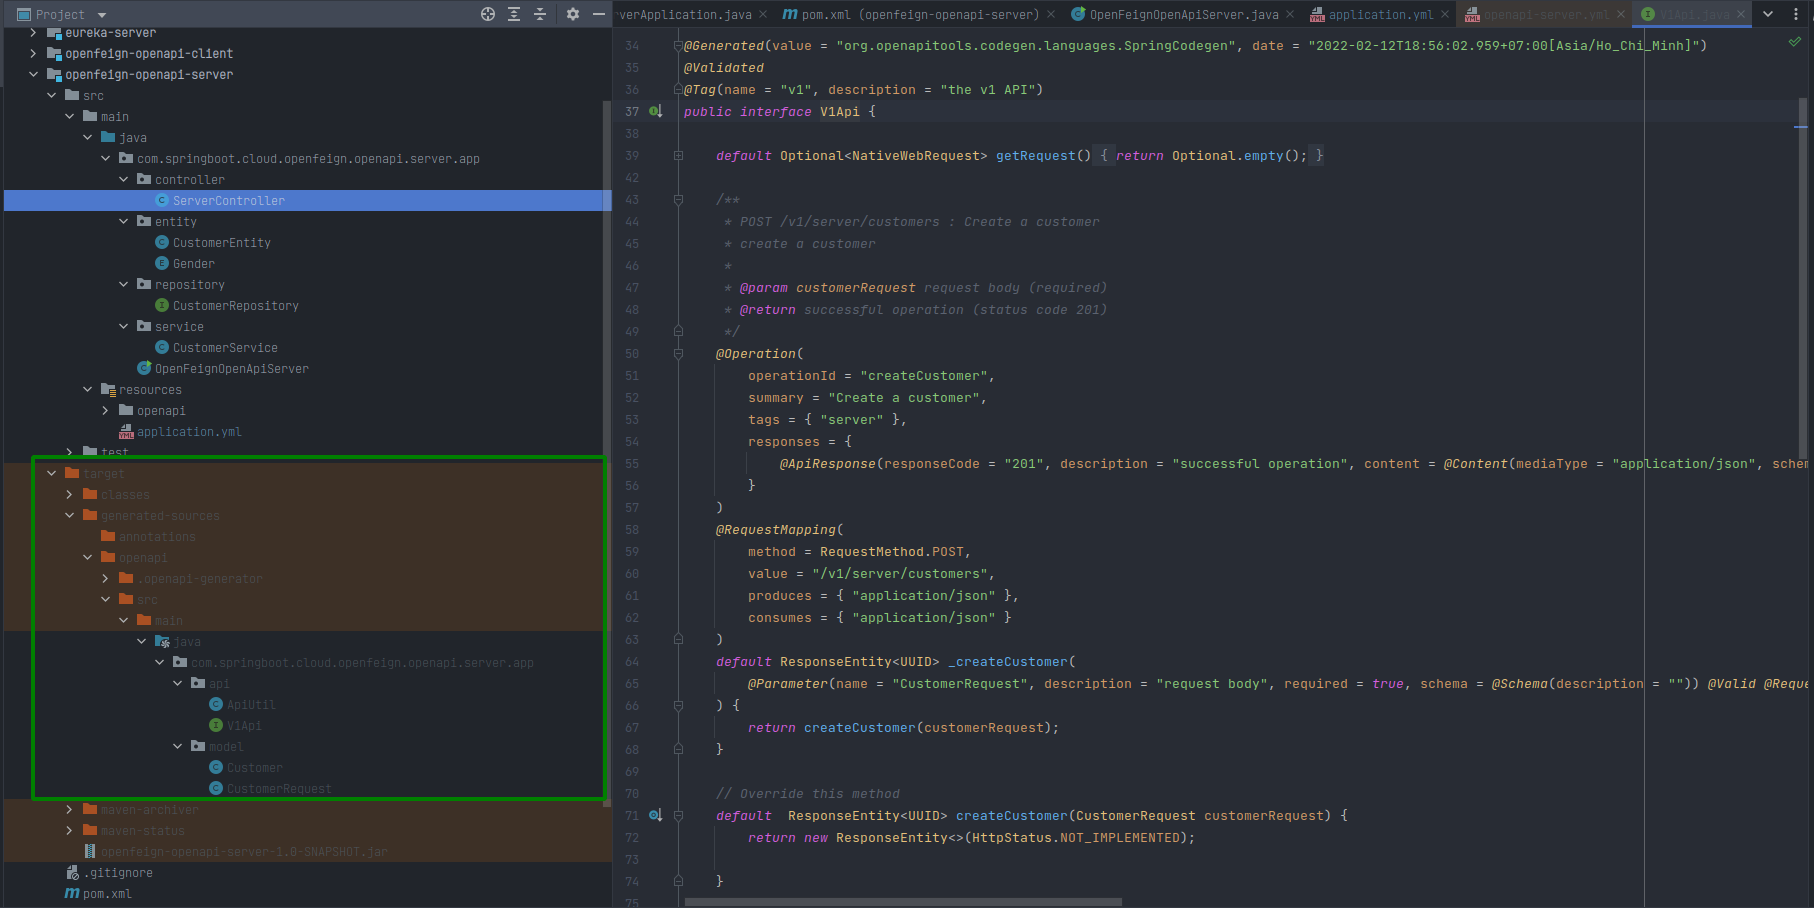 Project
eureka-server
openfeign-openapi-client
openfeign-openapi-server
src
main
java
com.springboot.cloud.openfeign.openapi.server.app
controller
ServerController
entity
CustomerEntity
Gender
repository
CustomerRepository
service
CustomerService
OpenFeignOpenApiServer
resources
openapi
application.yml
test
target
classes
generated-sources
annotations
openapi
.openapi-generator
src
main
java
com.springboot.cloud.openfeign.openapi.server.app
api
ApiUtil
V1Api
model
Customer
CustomerRequest
maven-archiver
maven-status
openfeign-openapi-server-1.0-SNAPSHOT.jar
.gitignore
pom.xml
verApplication.java pom.xml (openfeign-openapi-server) OpenFeignOpenApiServer.java application.yml openapi-server.yml V1Api.java
34 @Generated(value = "org.openapitools.codegen.languages.SpringCodegen", date = "2022-02-12T18:56:02.959+07:00[Asia/Ho_Chi_Minh]")
35 @Validated
36 @Tag(name = "v1", description = "the v1 API")
37 public interface V1Api {
38
39 default Optional<NativeWebRequest> getRequest() { return Optional.empty(); }
42
43 /**
44 * POST /v1/server/customers : Create a customer
45 * create a customer
46 *
47 * @param customerRequest request body (required)
48 * @return successful operation (status code 201)
49 */
50 @Operation(
51 operationId = "createCustomer",
52 summary = "Create a customer",
53 tags = { "server" },
54 responses = {
55 @ApiResponse(responseCode = "201", description = "successful operation", content = @Content(mediaType = "application/json", schem
56 }
57 )
58 @RequestMapping(
59 method = RequestMethod.POST,
60 value = "/v1/server/customers",
61 produces = { "application/json" },
62 consumes = { "application/json" }
63 )
64 default ResponseEntity<UUID> _createCustomer(
65 @Parameter(name = "CustomerRequest", description = "request body", required = true, schema = @Schema(description = "")) @Valid @Reque
66 ) {
67 return createCustomer(customerRequest);
68 }
69
70 // Override this method
71 default ResponseEntity<UUID> createCustomer(CustomerRequest customerRequest) {
72 return new ResponseEntity<>(HttpStatus.NOT_IMPLEMENTED);
73
74 }
75